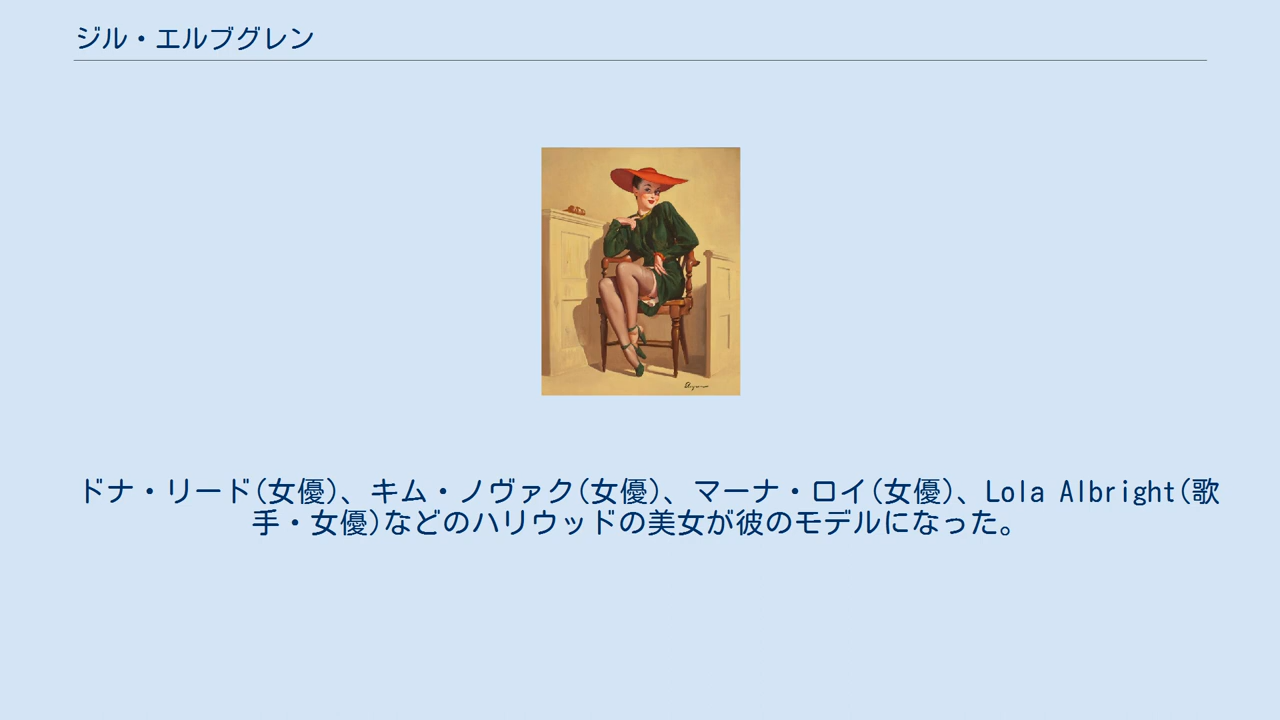 ジル・エルブグレン
ドナ・リード(女優)、キム・ノヴァク(女優)、マーナ・ロイ(女優)、Lola Albright(歌
手・女優)などのハリウッドの美女が彼のモデルになった。